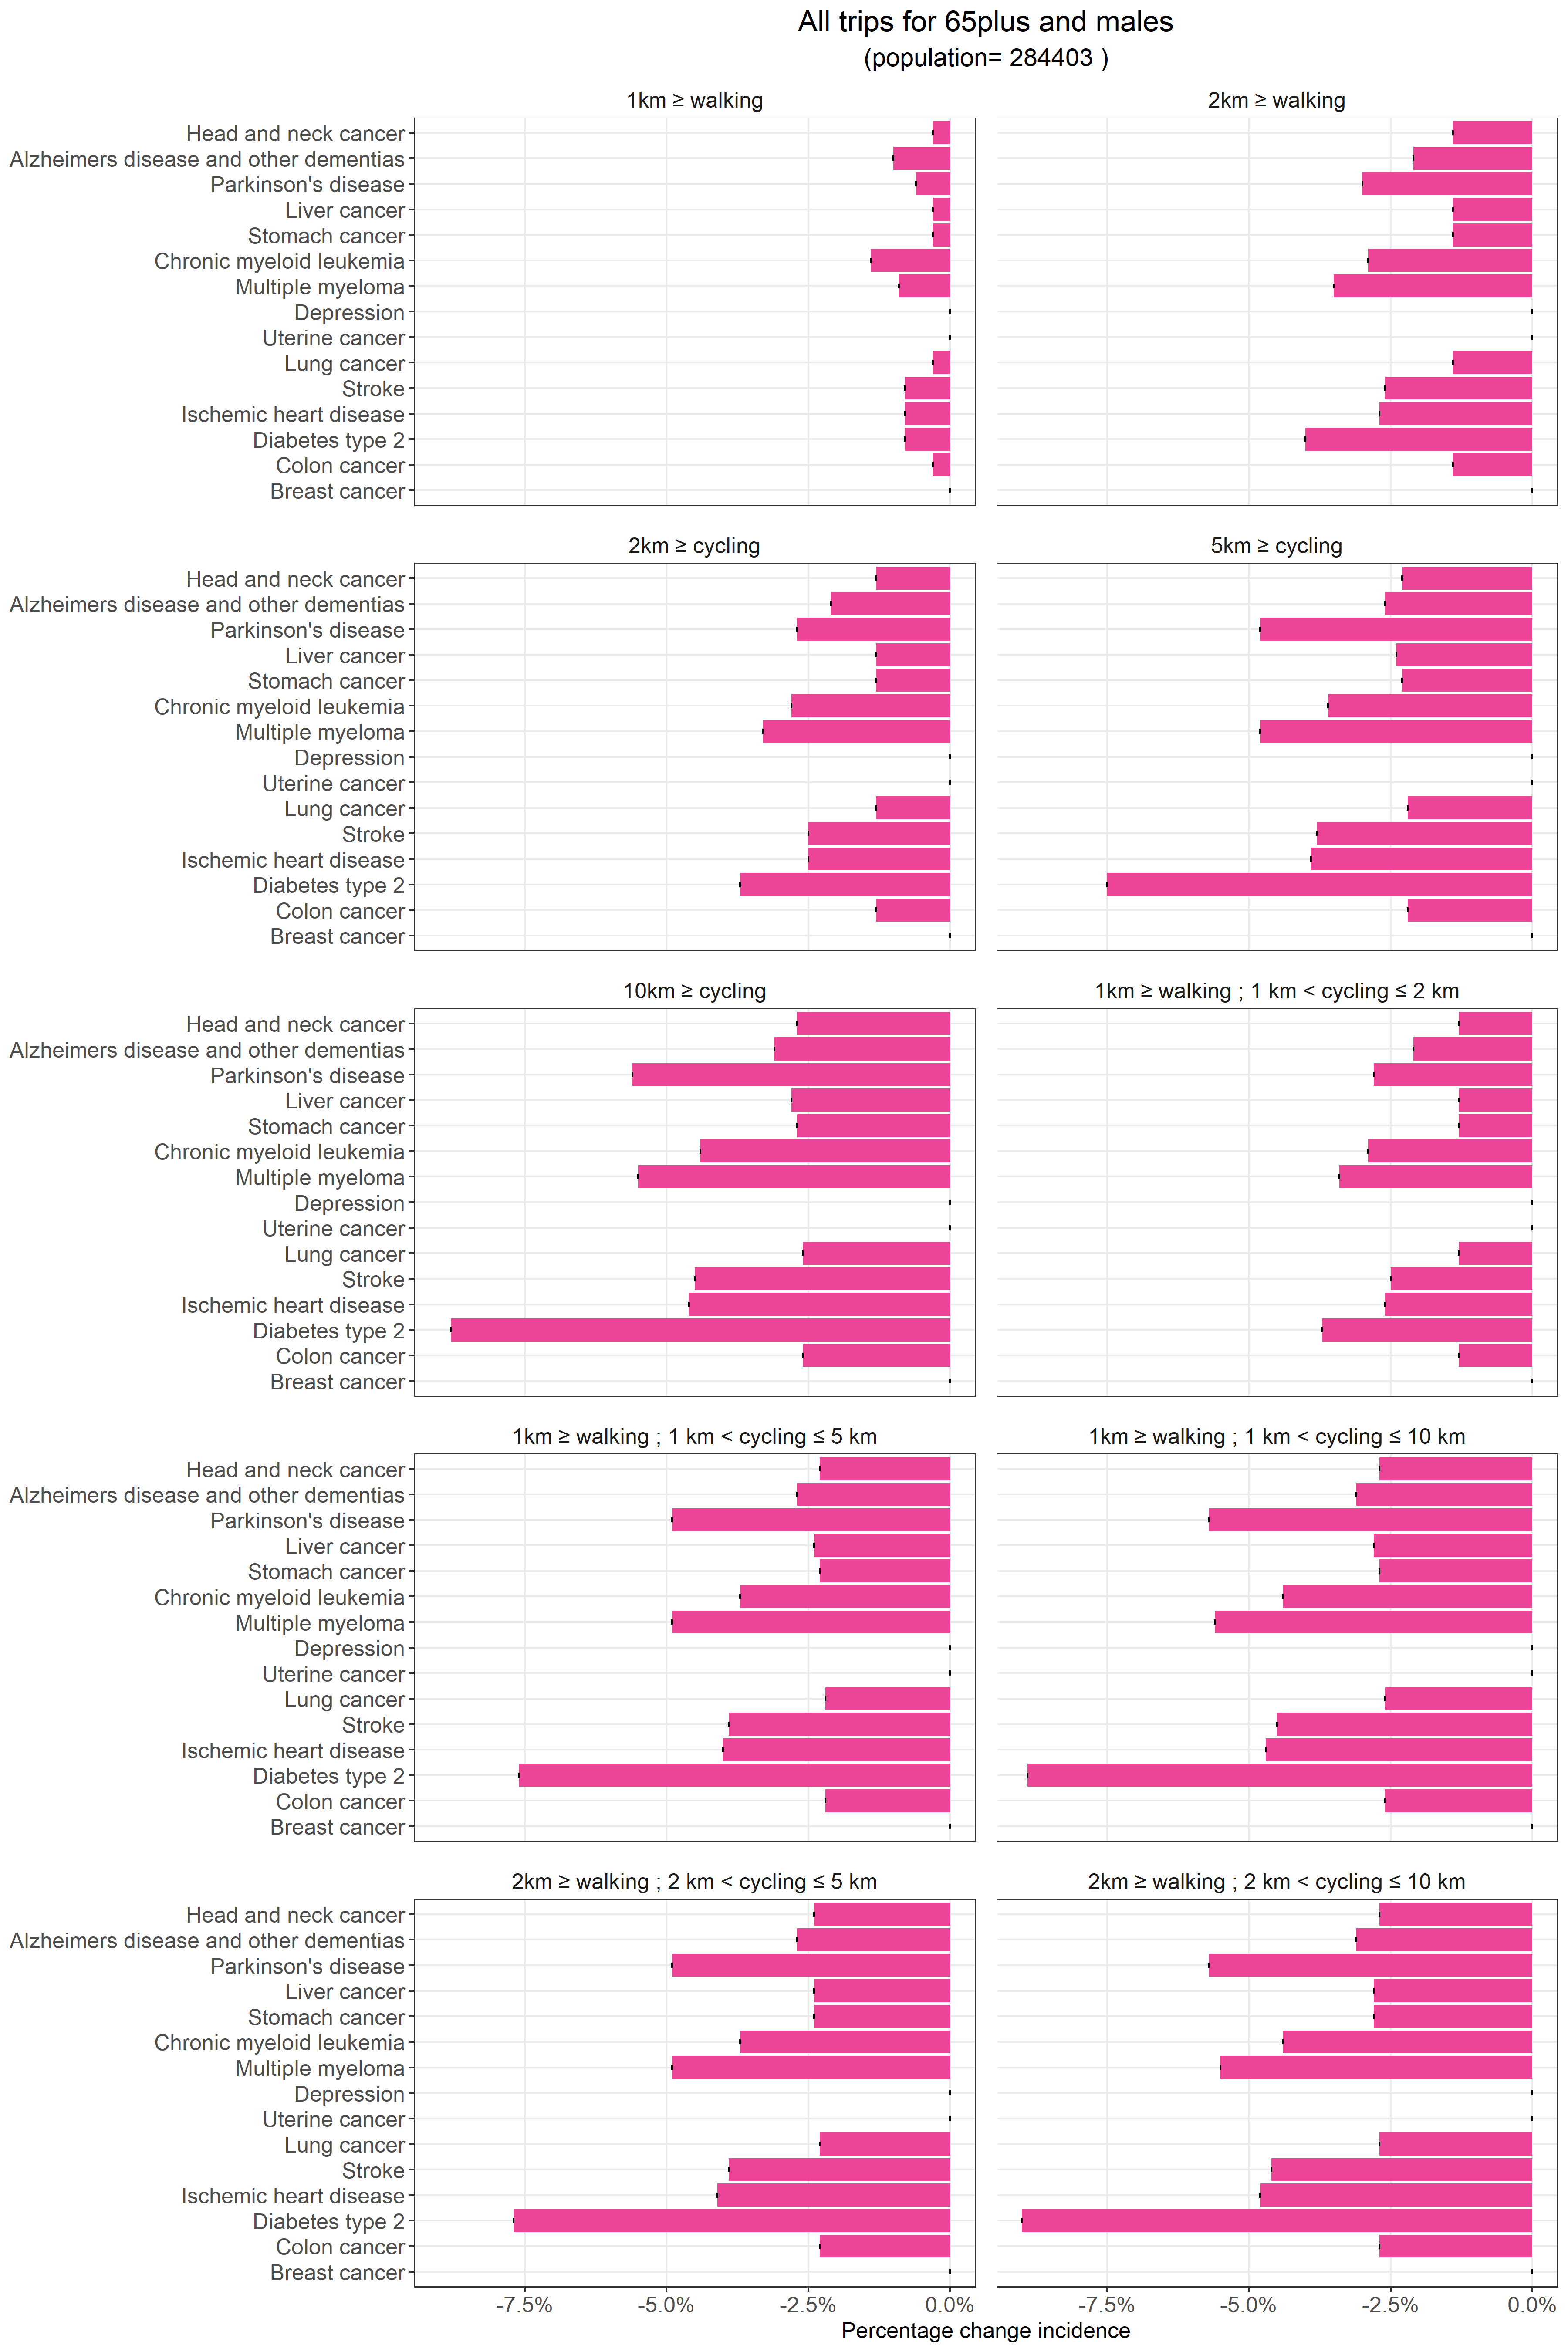 All trips for 65plus and males
(population= 284403 )
1km ≥ walking
2km ≥ walking
Head and neck cancer
Alzheimers disease and other dementias
Parkinson's disease
Liver cancer
Stomach cancer
Chronic myeloid leukemia
Multiple myeloma
Depression
Uterine cancer
Lung cancer
Stroke
Ischemic heart disease
Diabetes type 2
Colon cancer
Breast cancer
2km ≥ cycling
5km ≥ cycling
Head and neck cancer
Alzheimers disease and other dementias
Parkinson's disease
Liver cancer
Stomach cancer
Chronic myeloid leukemia
Multiple myeloma
Depression
Uterine cancer
Lung cancer
Stroke
Ischemic heart disease
Diabetes type 2
Colon cancer
Breast cancer
10km ≥ cycling
1km ≥ walking ; 1 km < cycling ≤ 2 km
Head and neck cancer
Alzheimers disease and other dementias
Parkinson's disease
Liver cancer
Stomach cancer
Chronic myeloid leukemia
Multiple myeloma
Depression
Uterine cancer
Lung cancer
Stroke
Ischemic heart disease
Diabetes type 2
Colon cancer
Breast cancer
1km ≥ walking ; 1 km < cycling ≤ 5 km
1km ≥ walking ; 1 km < cycling ≤ 10 km
Head and neck cancer
Alzheimers disease and other dementias
Parkinson's disease
Liver cancer
Stomach cancer
Chronic myeloid leukemia
Multiple myeloma
Depression
Uterine cancer
Lung cancer
Stroke
Ischemic heart disease
Diabetes type 2
Colon cancer
Breast cancer
2km ≥ walking ; 2 km < cycling ≤ 5 km
2km ≥ walking ; 2 km < cycling ≤ 10 km
Head and neck cancer
Alzheimers disease and other dementias
Parkinson's disease
Liver cancer
Stomach cancer
Chronic myeloid leukemia
Multiple myeloma
Depression
Uterine cancer
Lung cancer
Stroke
Ischemic heart disease
Diabetes type 2
Colon cancer
Breast cancer
-7.5% -5.0% -2.5% 0.0% -7.5% -5.0% -2.5% 0.0%
Percentage change incidence